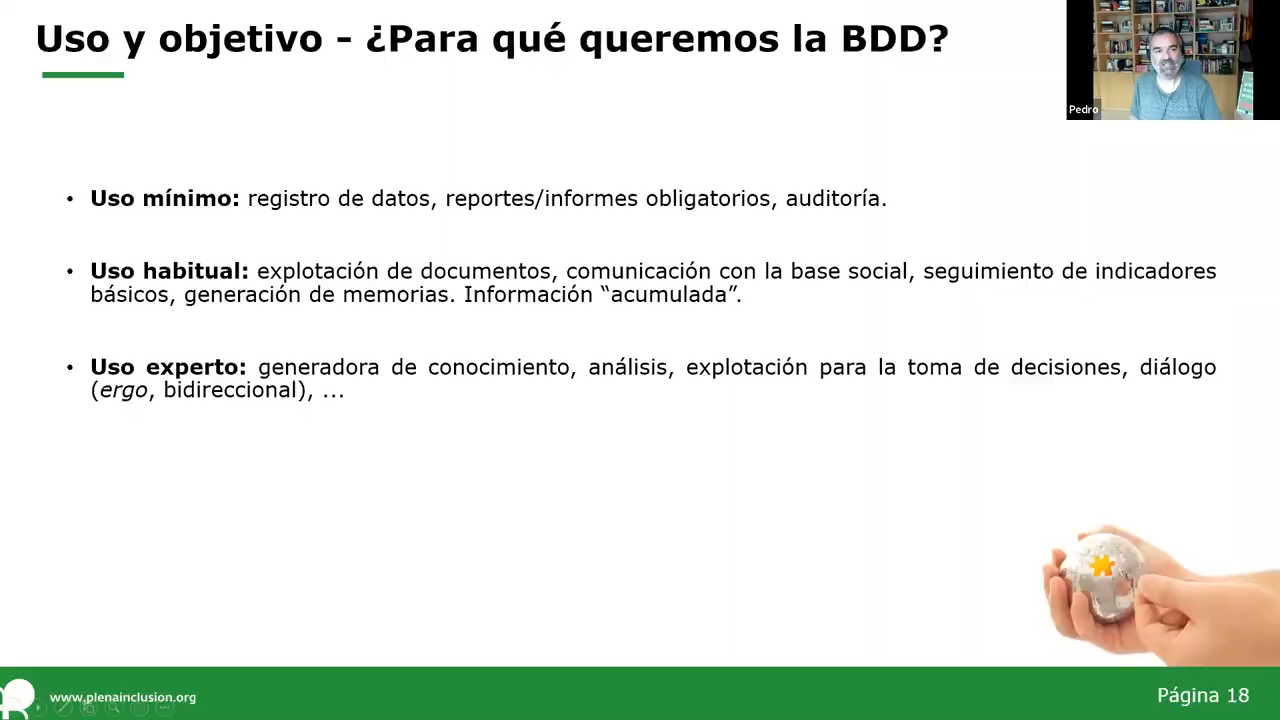 Uso y objetivo - ¿Para qué queremos la BDD?
Pedro
• Uso mínimo: registro de datos, reportes/informes obligatorios, auditoría.
• Uso habitual: explotación de documentos, comunicación con la base social, seguimiento de indicadores
básicos, generación de memorias. Información “acumulada”.
• Uso experto: generadora de conocimiento, análisis, explotación para la toma de decisiones, diálogo
(ergo, bidireccional), ...
www.plenainclusion.org
Página 18